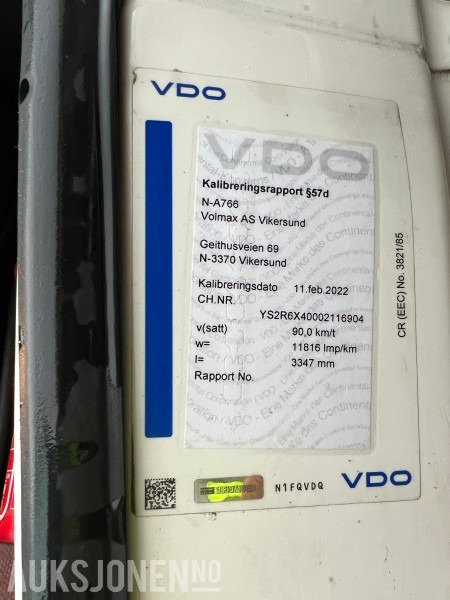 VDO
VDO
Kalibreringsrapport §57d
N-A766
Volmax AS Vikersund
Geithusveien 69
N-3370 Vikersund
Kalibreringsdato 11.feb.2022
CH.NR.
YS2R6X40002116904
v(satt) 90,0 km/t
w= 11816 Imp/km
l= 3347 mm
Rapport No.
CR (EEC) No. 3821/85
N1FQVDQ
VDO
AUKSJONEN.NO